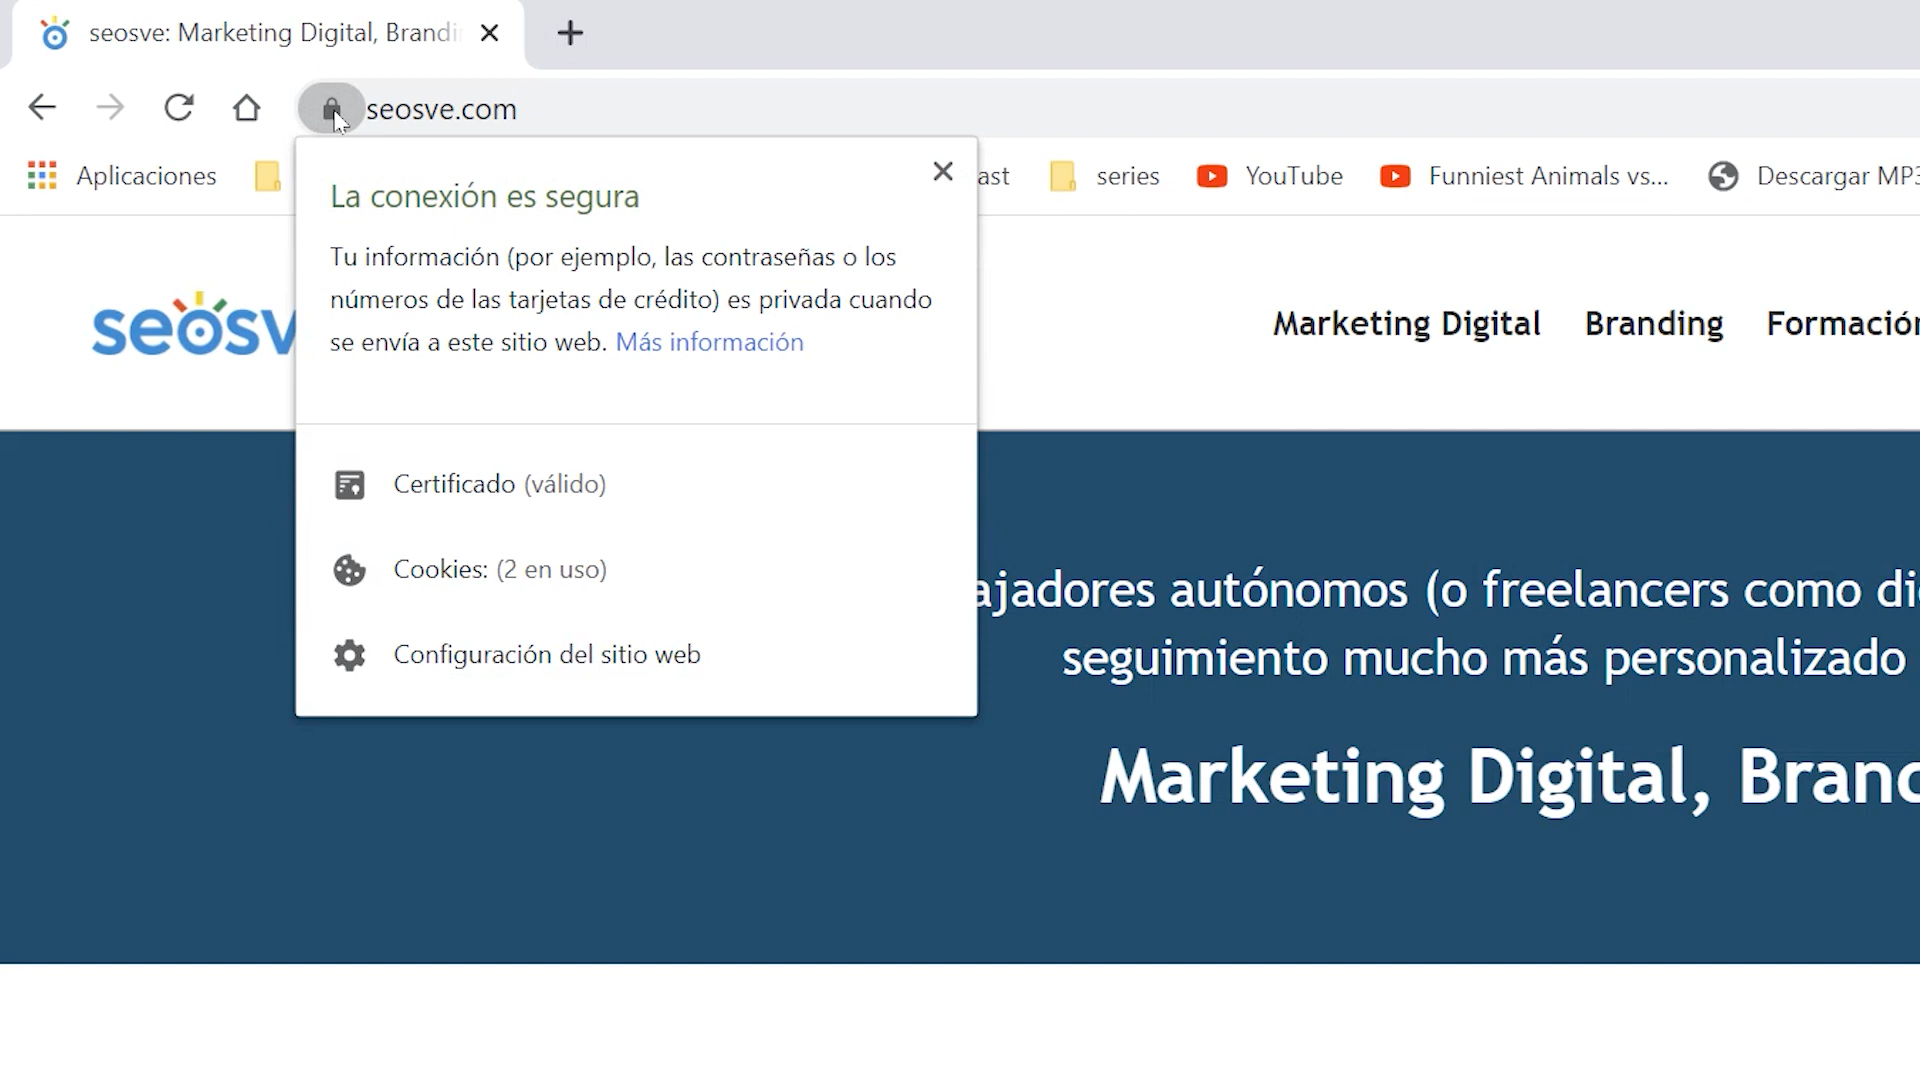 seosve: Marketing Digital, Brandi
seosve.com
Aplicaciones
ast
series
YouTube
Funniest Animals vs...
Descargar MP3
La conexión es segura
Tu información (por ejemplo, las contraseñas o los
números de las tarjetas de crédito) es privada cuando
se envía a este sitio web. Más información
Certificado (válido)
Cookies: (2 en uso)
Configuración del sitio web
seosv
Marketing Digital
Branding
Formación
ajadores autónomos (o freelancers como di
seguimiento mucho más personalizado
Marketing Digital, Branc